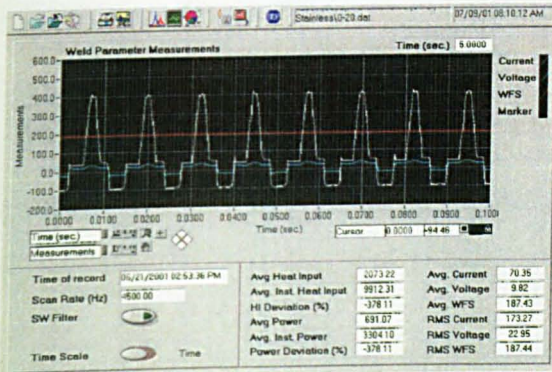 Stainless\0-20.dat
07/09/01 08:10:12 AM
Weld Parameter Measurements
Time (sec.) 5.0000
600.0
500.0
400.0
300.0
200.0
100.0
0.0
-100.0
-200.0
Measurements
0.0000 0.0100 0.0200 0.0300 0.0400 0.0500 0.0600 0.0700 0.0800 0.0900 0.100
Time (sec.)
Current
Voltage
WFS
Marker
Time (sec.)
Measurements
Cursor 0.0000 -94.46
Time of record 06/21/2001 02:53:36 PM
Scan Rate (Hz) 4500.00
SW Filter
Time Scale Time
Avg Heat Input 2073.22
Avg. Inst. Heat Input 9912.31
HI Deviation (%) -378.11
Avg Power 691.07
Avg. Inst. Power 3304.10
Power Deviation (%) -378.11
Avg. Current 70.35
Avg. Voltage 9.82
Avg. WFS 187.43
RMS Current 173.27
RMS Voltage 22.95
RMS WFS 187.44